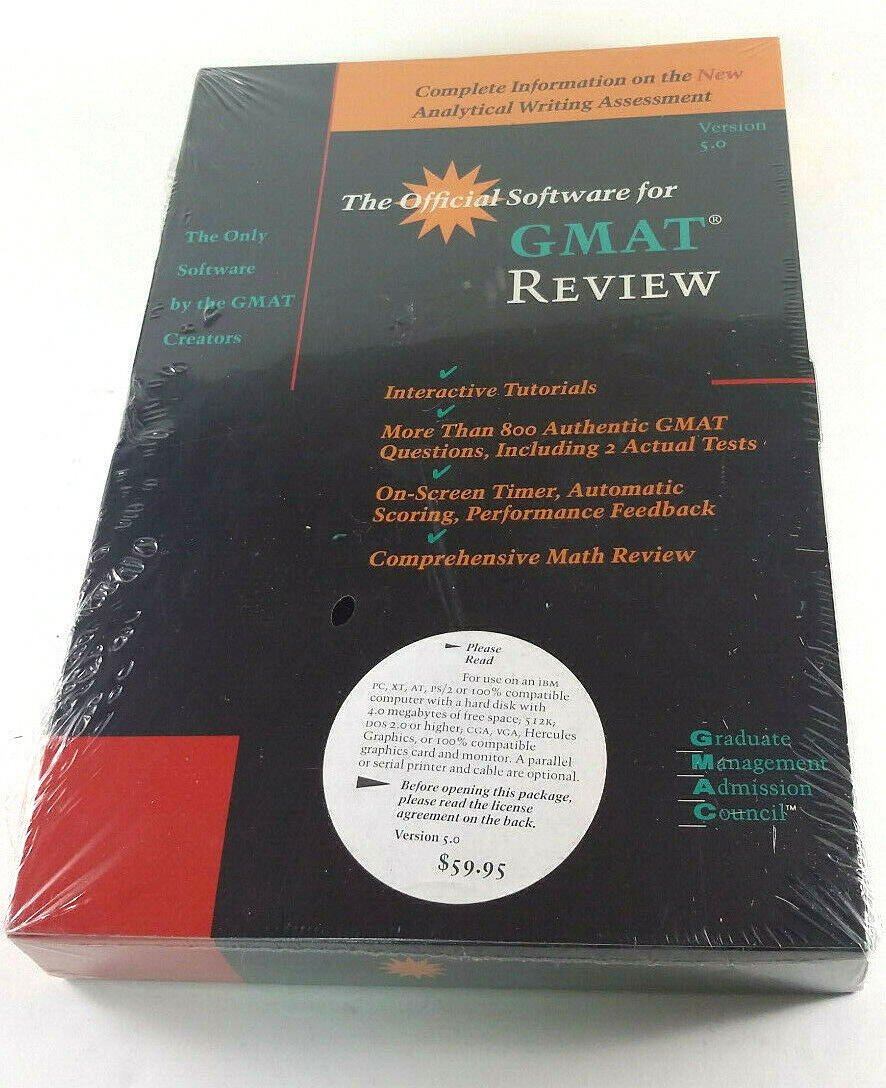 Complete Information on the New
Analytical Writing Assessment
Version
5.0
The Official Software for
GMAT®
REVIEW
The Only
Software
by the GMAT
Creators
Interactive Tutorials
More Than 800 Authentic GMAT
Questions, Including 2 Actual Tests
On-Screen Timer, Automatic
Scoring, Performance Feedback
Comprehensive Math Review
Please
Read
For use on an IBM
PC, XT, AT, PS/2 or 100% compatible
computer with a hard disk with
4.0 megabytes of free space; 512K;
DOS 2.0 or higher; CGA, VGA, Hercules
Graphics, or 100% compatible
graphics card and monitor. A parallel
or serial printer and cable are optional.
Before opening this package,
please read the license
agreement on the back.
Version 5.0
$59.95
Graduate
Management
Admission
Council™